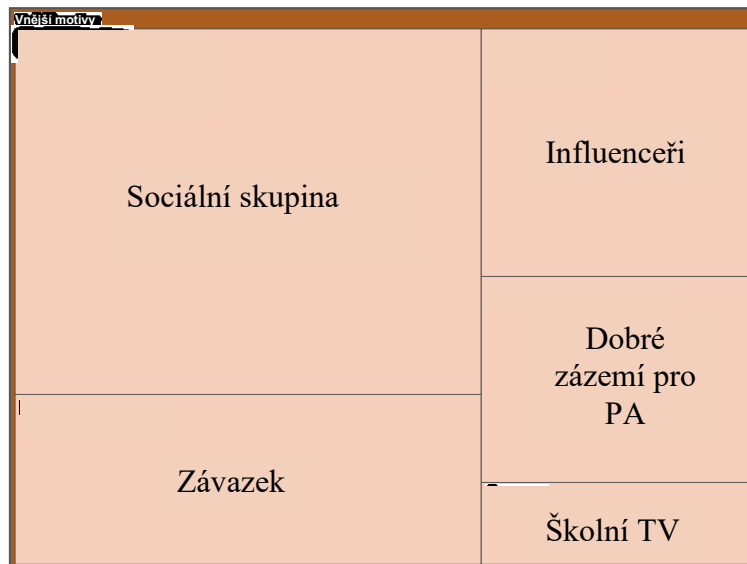 Vnější motivy
Sociální skupina
Influenceři
Dobré
zázemí pro
PA
Závazek
Školní TV